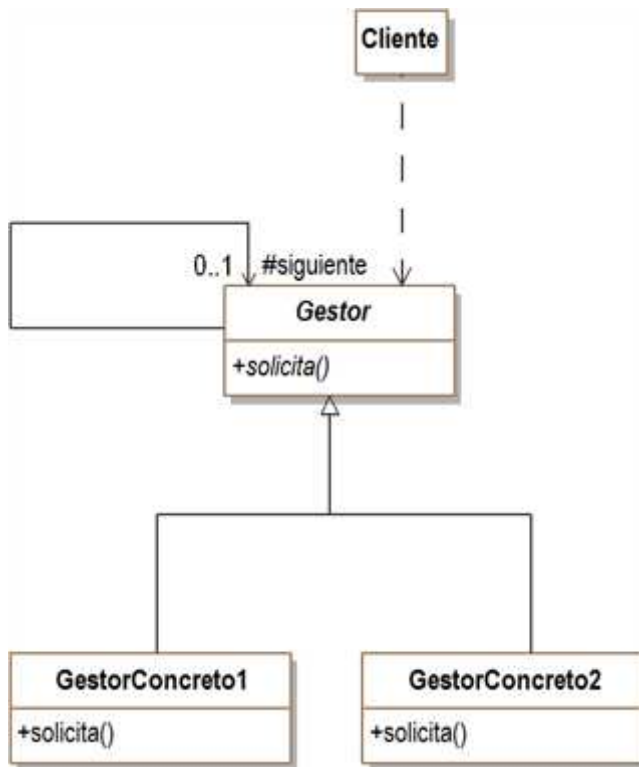 Cliente
0..1 #siguiente
Gestor
+solicita()
GestorConcreto1
+solicita()
GestorConcreto2
+solicita()